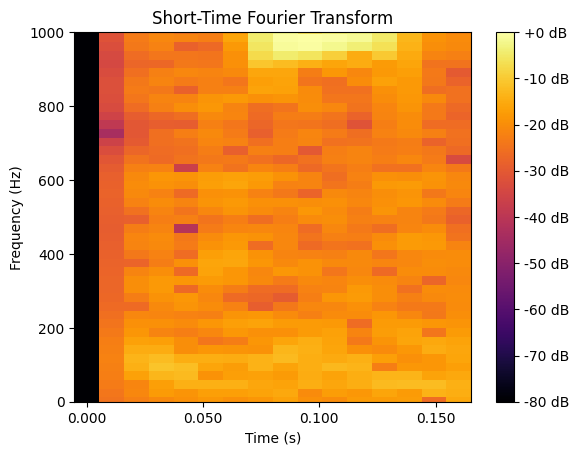 Short-Time Fourier Transform
Frequency (Hz)
1000
800
600
400
200
0
0.000
0.050
0.100
0.150
Time (s)
+0 dB
-10 dB
-20 dB
-30 dB
-40 dB
-50 dB
-60 dB
-70 dB
-80 dB